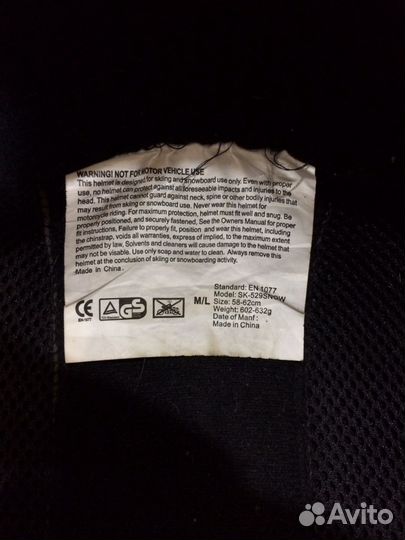 WARNING! NOT FOR MOTOR VEHICLE USE
This helmet is designed for skiing and snowboard use only. Even with proper
use, no helmet can protect against all foreseeable impacts and injuries to the
head. This helmet cannot guard against neck, spine or other bodily injuries that
may result from skiing or snowboard use. Never wear this helmet for
motorcycle riding. For maximum protection, helmet must fit well and snug. Be
properly positioned, and securely fastened. See the Owners Manual for proper
fit instructions. Failure to properly fit, position and wear this helmet, including
the chinstrap, voids all warranties, express of implied, to the maximum extent
permitted by law, Solvents and cleaners will cause damage to the helmet that
may not be visable. Use only soap and water to clean. Always remove this
helmet at the conclusion of skiing or snowboarding activity.
Made in China.
CE
EN 1077
GS
M/L
Standard: EN 1077
Model: SK-529SNOW
Size: 58-62cm
Weight: 602-632g
Date of Manf:
Made in China
Avito